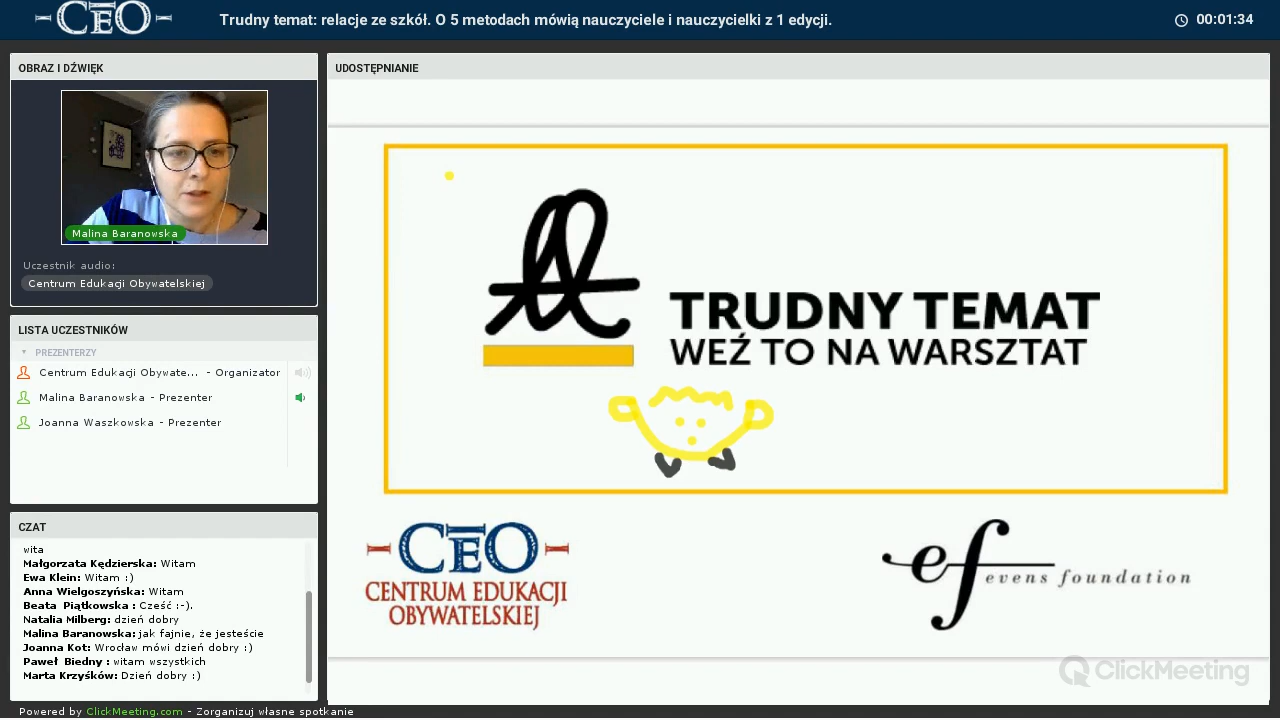 CEO
Trudny temat: relacje ze szkół. O 5 metodach mówią nauczyciele i nauczycielki z 1 edycji.
00:01:34
OBRAZ I DŹWIĘK
Malina Baranowska
Uczestnik audio:
Centrum Edukacji Obywatelskiej
LISTA UCZESTNIKÓW
PREZENTERZY
Centrum Edukacji Obywate... - Organizator
Malina Baranowska - Prezenter
Joanna Waszkowska - Prezenter
CZAT
wita
Małgorzata Kędzierska: Witam
Ewa Klein: Witam :)
Anna Wielgoszyńska: Witam
Beata Piątkowska : Cześć :-).
Natalia Milberg: dzień dobry
Malina Baranowska: jak fajnie, że jesteście
Joanna Kot: Wrocław mówi dzień dobry :)
Paweł Biedny : witam wszystkich
Marta Krzyśków: Dzień dobry :)
UDOSTĘPNIANIE
TRUDNY TEMAT
WEŹ TO NA WARSZTAT
CEO
CENTRUM EDUKACJI
OBYWATELSKIEJ
ef
evens foundation
ClickMeeting
Powered by ClickMeeting.com - Zorganizuj własne spotkanie